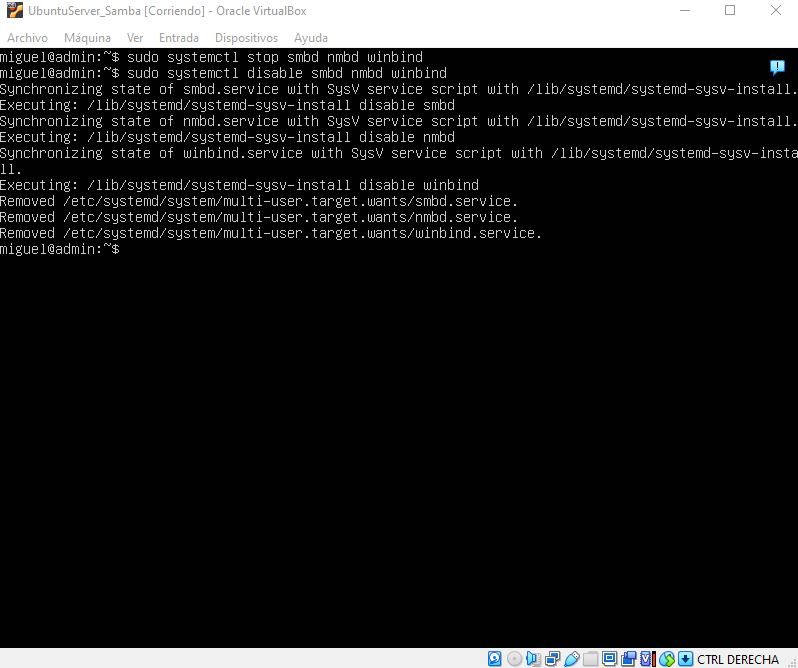 UbuntuServer_Samba [Corriendo] - Oracle VirtualBox
Archivo Máquina Ver Entrada Dispositivos Ayuda
miguel@admin:~$ sudo systemctl stop smbd nmbd winbind
miguel@admin:~$ sudo systemctl disable smbd nmbd winbind
Synchronizing state of smbd.service with SysV service script with /lib/systemd/systemd-sysv-install.
Executing: /lib/systemd/systemd-sysv-install disable smbd
Synchronizing state of nmbd.service with SysV service script with /lib/systemd/systemd-sysv-install.
Executing: /lib/systemd/systemd-sysv-install disable nmbd
Synchronizing state of winbind.service with SysV service script with /lib/systemd/systemd-sysv-insta
ll.
Executing: /lib/systemd/systemd-sysv-install disable winbind
Removed /etc/systemd/system/multi-user.target.wants/smbd.service.
Removed /etc/systemd/system/multi-user.target.wants/nmbd.service.
Removed /etc/systemd/system/multi-user.target.wants/winbind.service.
miguel@admin:~$
CTRL DERECHA